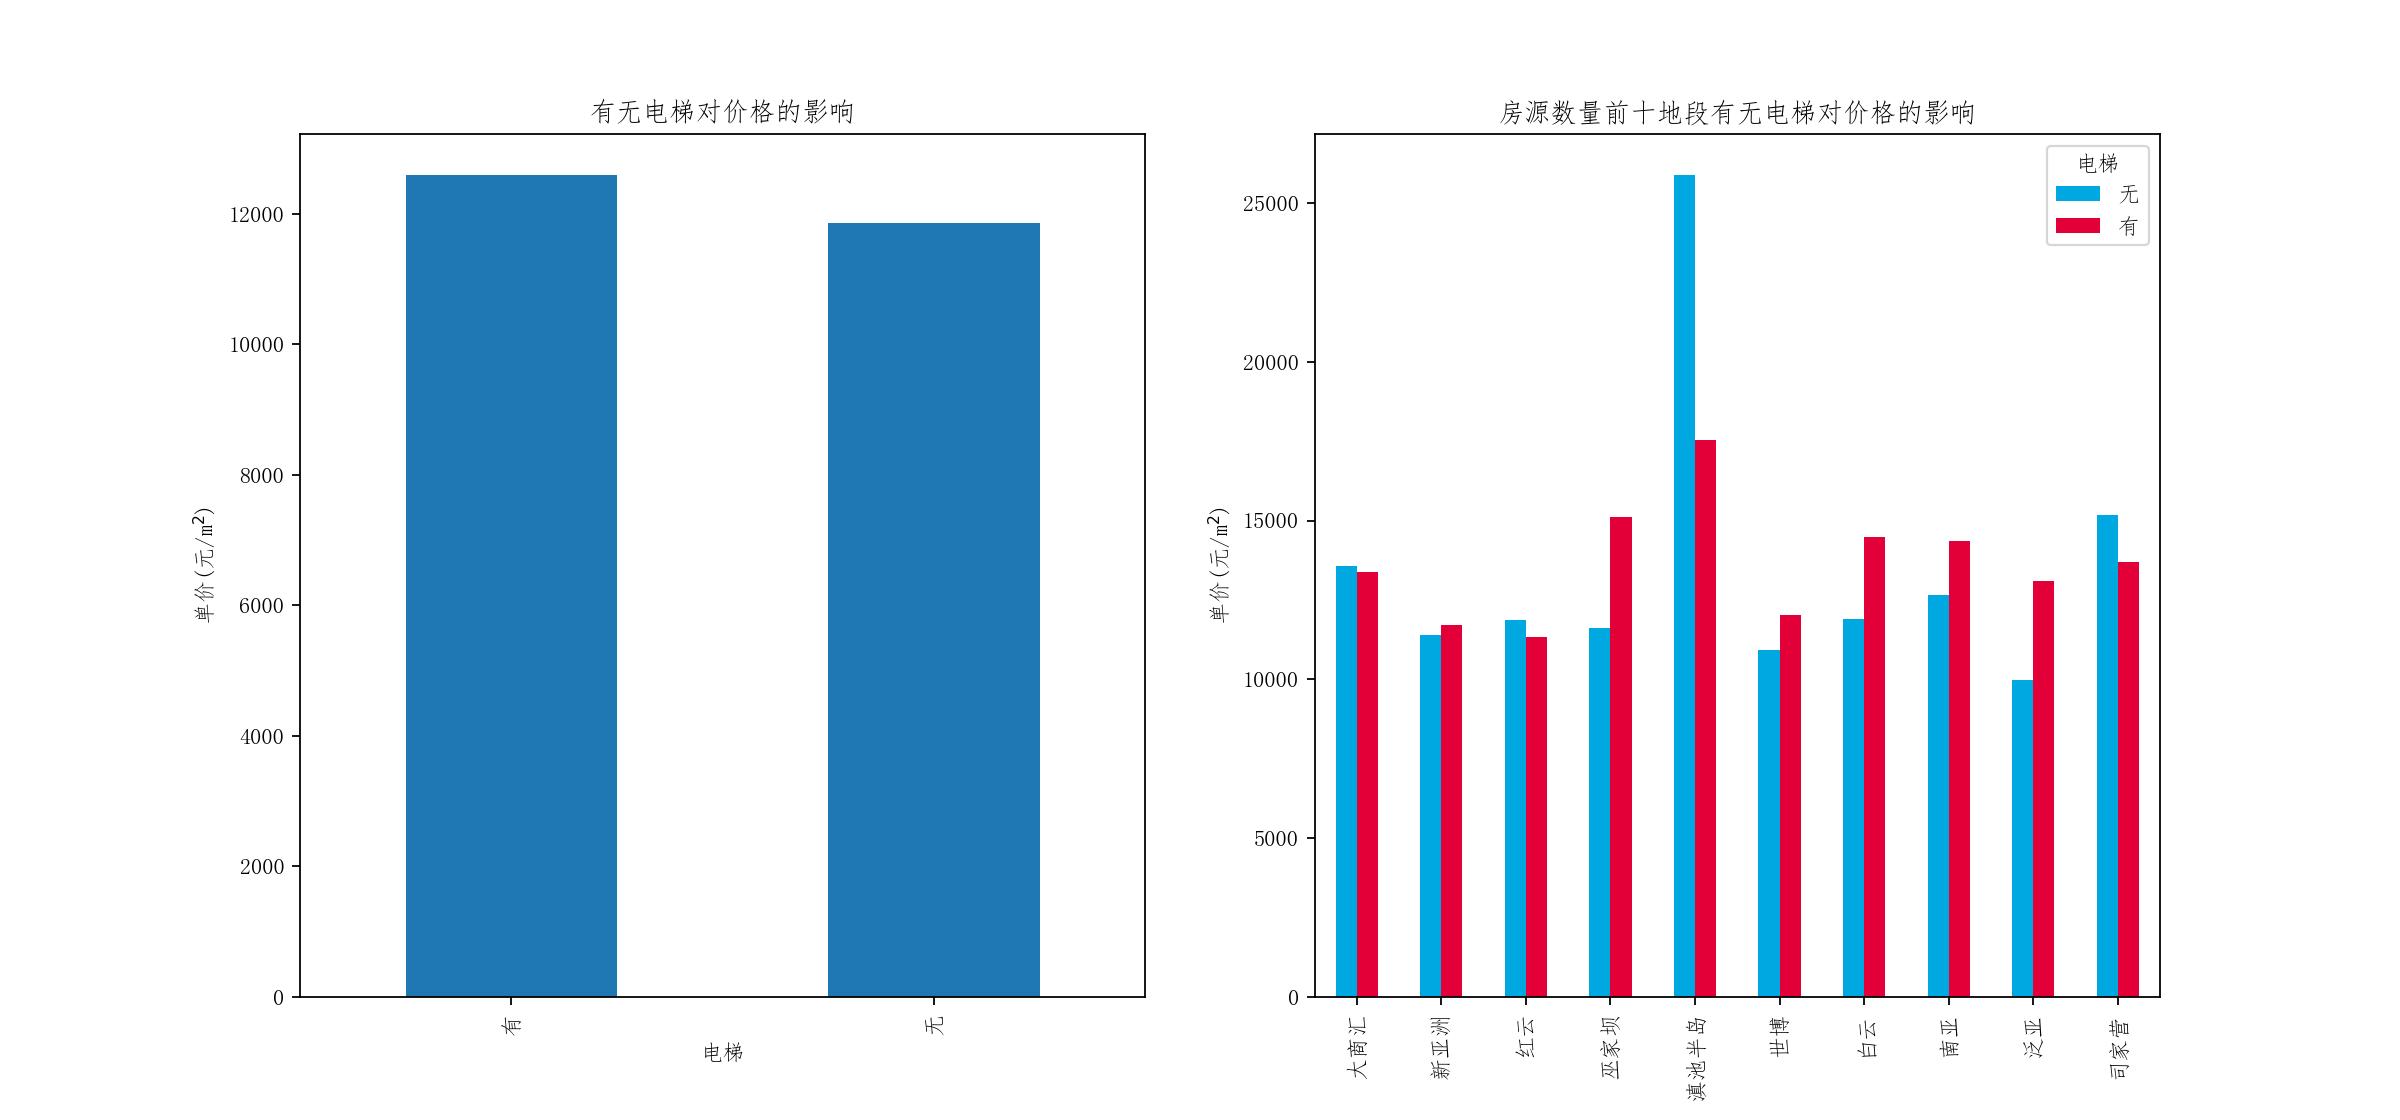 有无电梯对价格的影响
单价(元/m²)
12000
10000
8000
6000
4000
2000
0
有
无
电梯
房源数量前十地段有无电梯对价格的影响
电梯
无
有
单价(元/m²)
25000
20000
15000
10000
5000
0
大商汇
新亚洲
红云
巫家坝
滇池半岛
世博
白云
南亚
泛亚
司家营